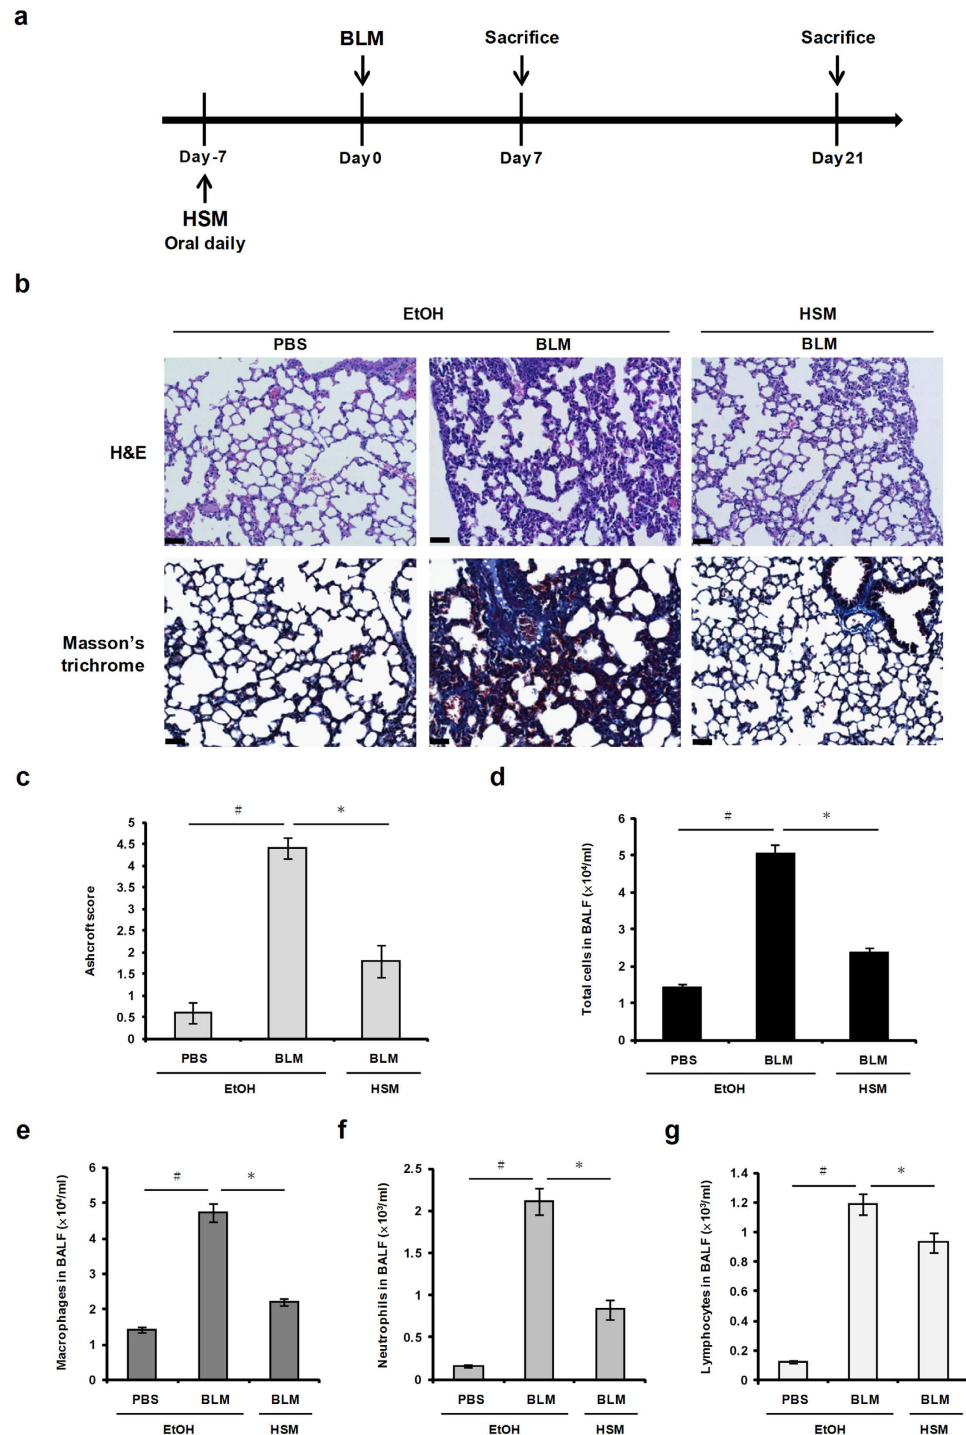 a
BLM
Sacrifice
Sacrifice
Day -7
Day 0
Day 7
Day 21
HSM
Oral daily
b
EtOH
HSM
PBS
BLM
BLM
H&E
Masson's
trichrome
c
#
*
Ashcroft score
5
4.5
4
3.5
3
2.5
2
1.5
1
0.5
0
PBS
BLM
BLM
EtOH
HSM
d
#
*
Total cells in BALF (×10⁴/ml)
6
5
4
3
2
1
0
PBS
BLM
BLM
EtOH
HSM
e
#
*
Macrophages in BALF (×10⁴/ml)
6
5
4
3
2
1
0
PBS
BLM
BLM
EtOH
HSM
f
#
*
Neutrophils in BALF (×10³/ml)
2.5
2
1.5
1
0.5
0
PBS
BLM
BLM
EtOH
HSM
g
#
*
Lymphocytes in BALF (×10³/ml)
1.4
1.2
1
0.8
0.6
0.4
0.2
0
PBS
BLM
BLM
EtOH
HSM